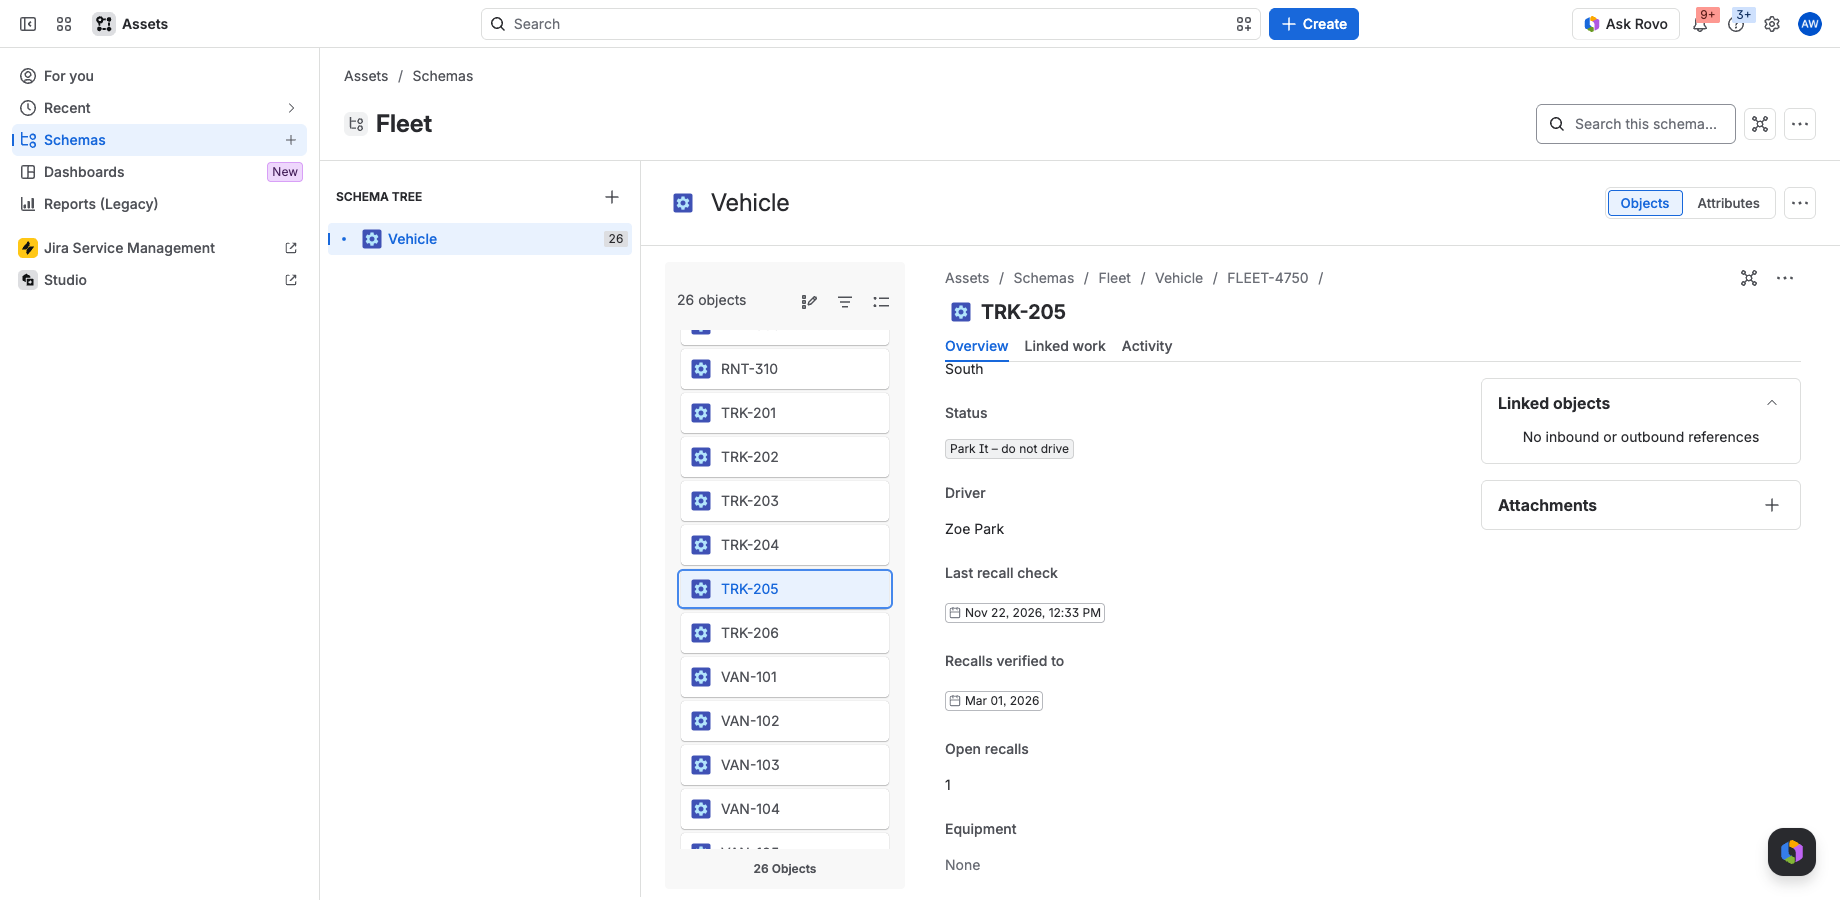 Assets
Search
Create
Ask Rovo
9+
3+
AW
For you
Recent
Schemas
Dashboards
New
Reports (Legacy)
Jira Service Management
Studio
Assets / Schemas
Fleet
Search this schema...
SCHEMA TREE
Vehicle
26
Vehicle
Objects
Attributes
26 objects
RNT-310
TRK-201
TRK-202
TRK-203
TRK-204
TRK-205
TRK-206
VAN-101
VAN-102
VAN-103
VAN-104
26 Objects
Assets / Schemas / Fleet / Vehicle / FLEET-4750 /
TRK-205
Overview
Linked work
Activity
South
Status
Park It – do not drive
Driver
Zoe Park
Last recall check
Nov 22, 2026, 12:33 PM
Recalls verified to
Mar 01, 2026
Open recalls
1
Equipment
None
Linked objects
No inbound or outbound references
Attachments